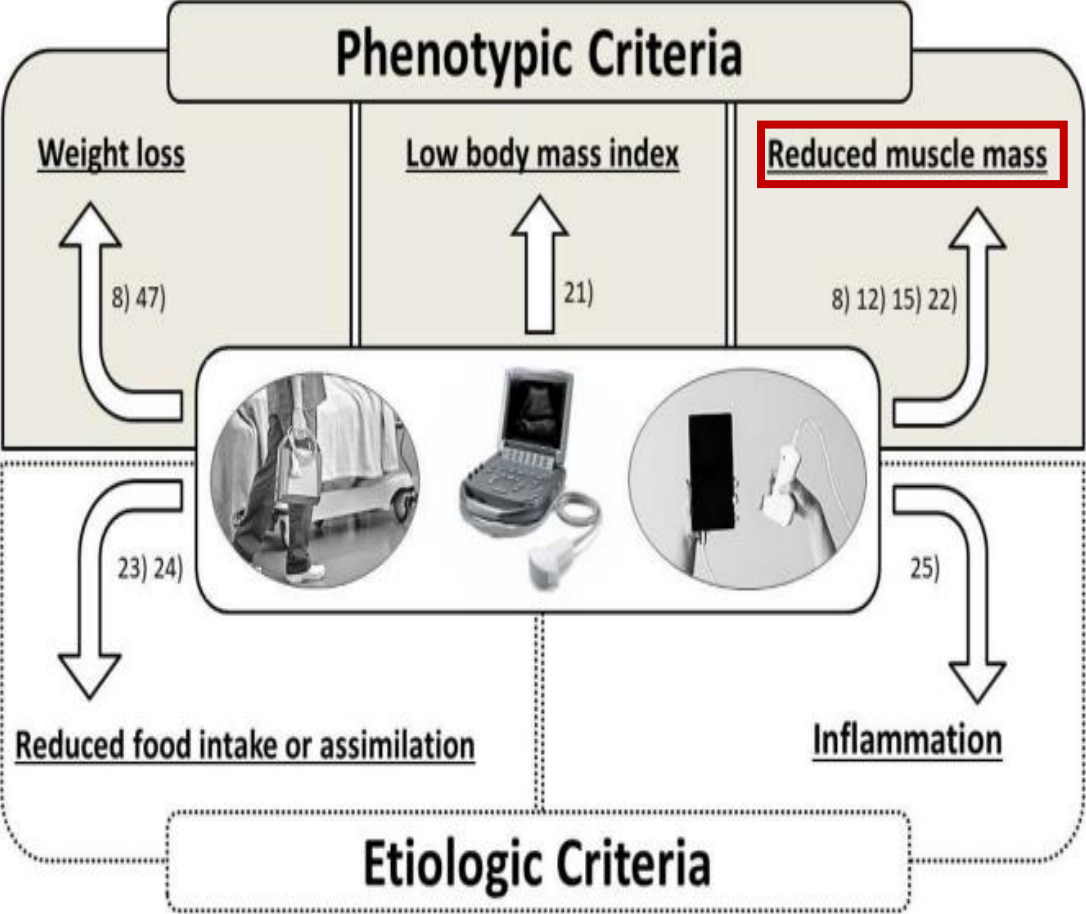 Phenotypic Criteria
Weight loss
Low body mass index
Reduced muscle mass
8) 47)
21)
8) 12) 15) 22)
23) 24)
25)
Reduced food intake or assimilation
Inflammation
Etiologic Criteria